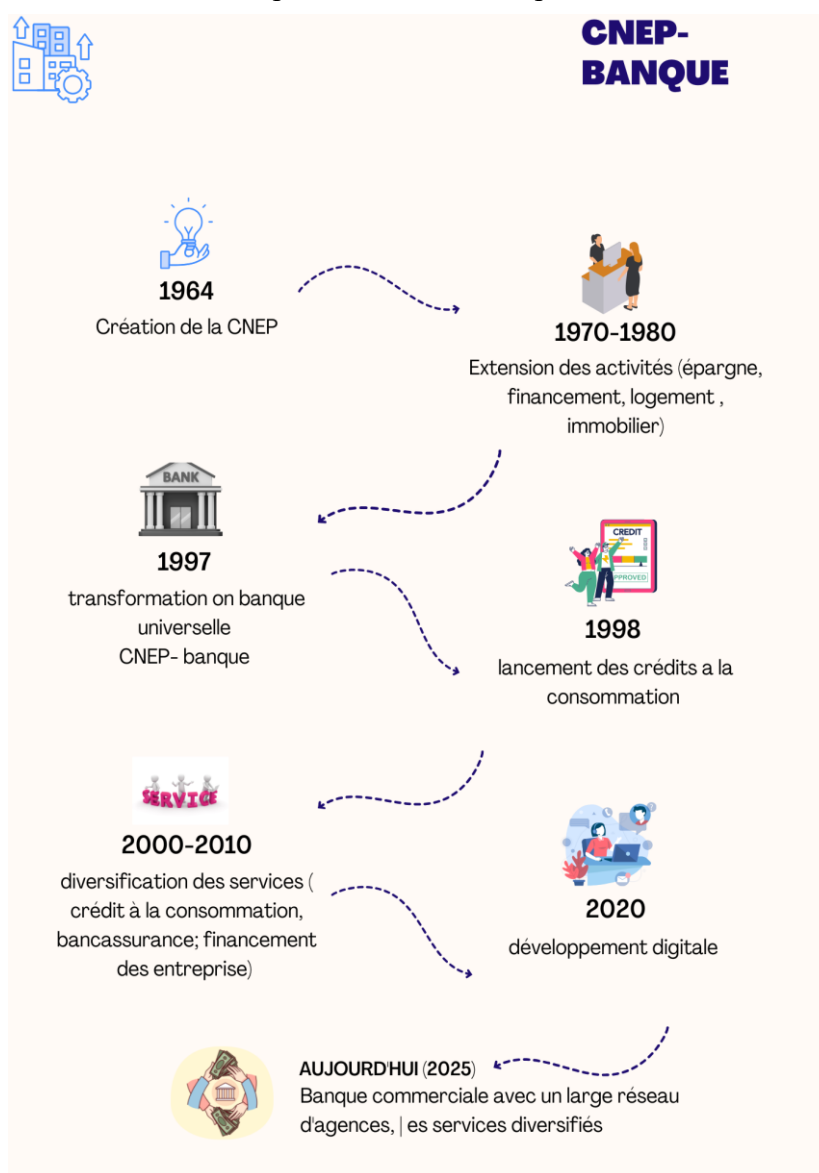 CNEP-
BANQUE
1964
Création de la CNEP
1970-1980
Extension des activités (épargne,
financement, logement ,
immobilier)
BANK
1997
transformation on banque
universelle
CNEP- banque
CREDIT
APPROVED
1998
lancement des crédits a la
consommation
SERVICE
2000-2010
diversification des services (
crédit à la consommation,
bancassurance; financement
des entreprise)
2020
développement digitale
AUJOURD'HUI (2025)
Banque commerciale avec un large réseau
d'agences, | es services diversifiés